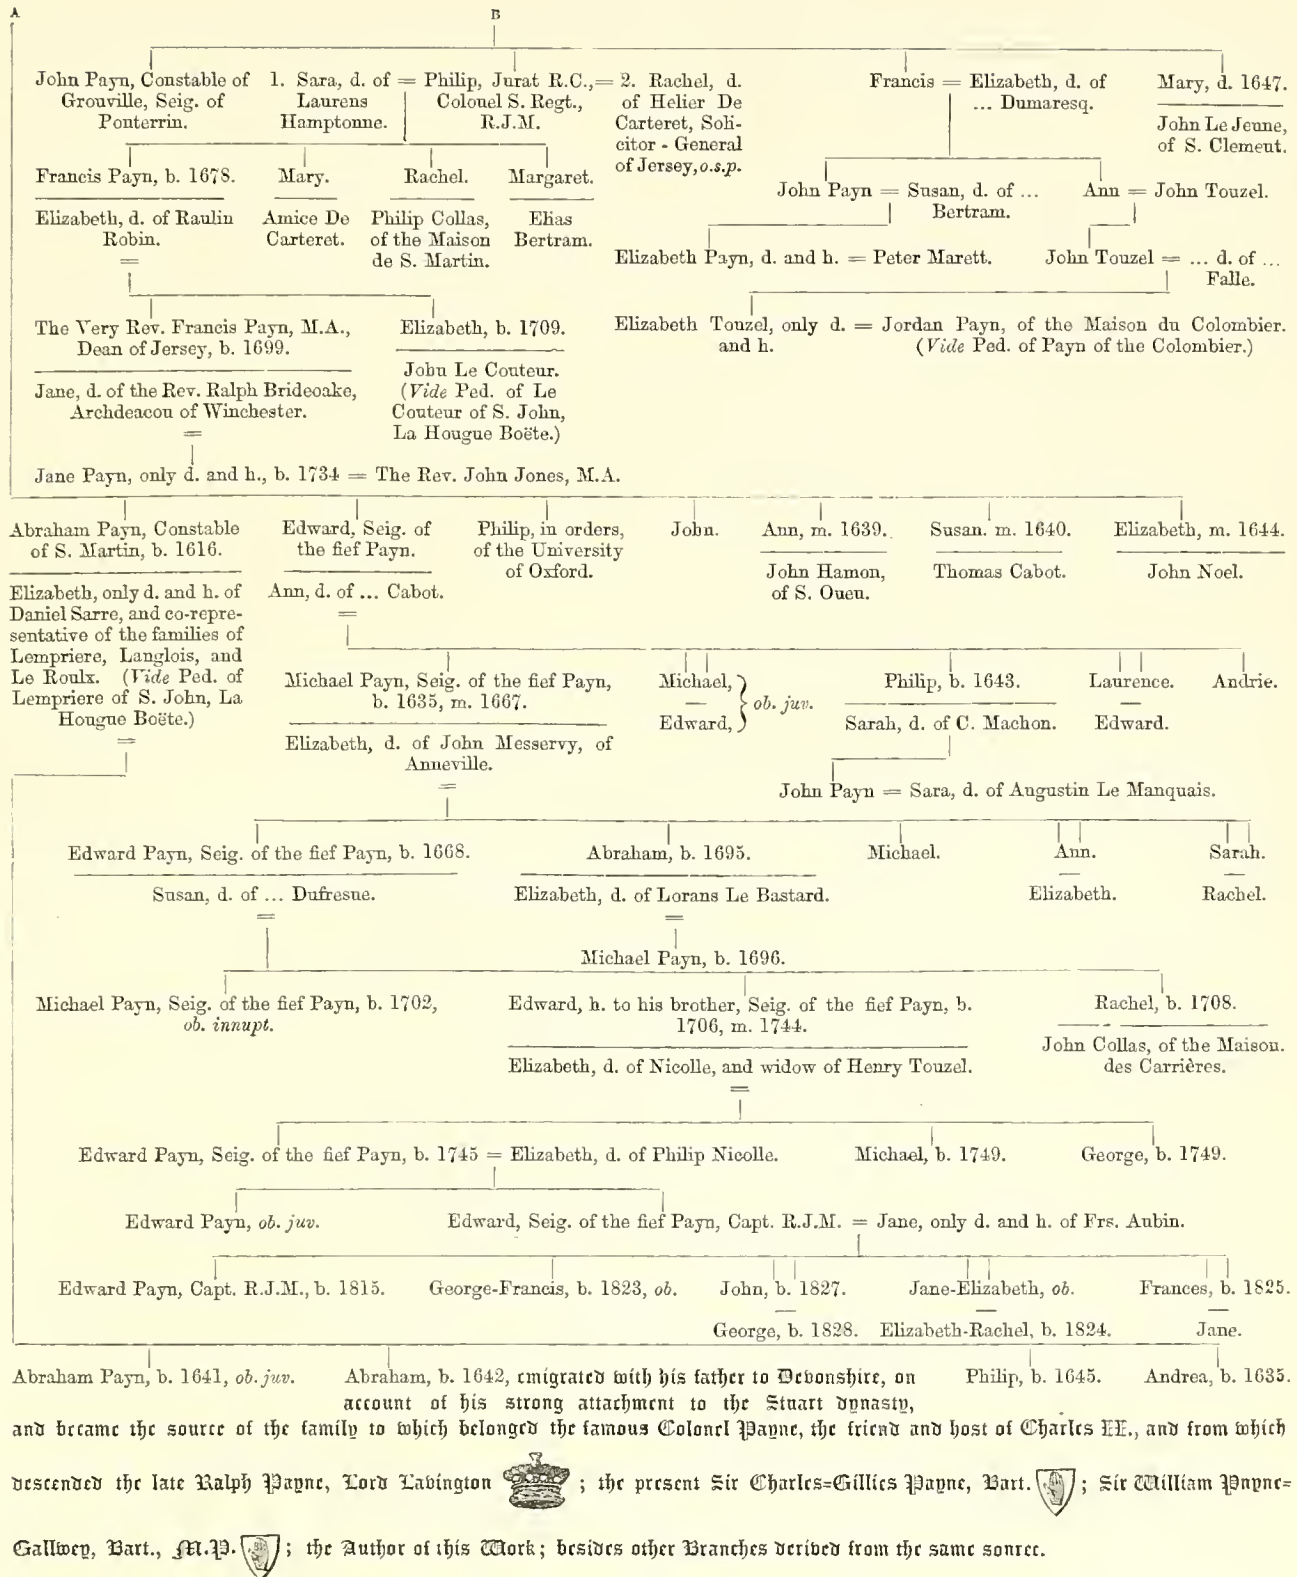 A B
John Payn, Constable of Grouville, Seig. of Ponterrin.
1. Sara, d. of Laurens Hamptonne. = Philip, Jurat R.C., Colonel S. Regt., R.J.M. = 2. Rachel, d. of Helier De Carteret, Soli-citor - General of Jersey, o.s.p.
Francis = Elizabeth, d. of ... Dumaresq.
Mary, d. 1647.
John Le Jeune, of S. Clement.
Francis Payn, b. 1678.
Elizabeth, d. of Raulin Robin.
=
Mary.
Amice De Carteret.
Rachel.
Philip Collas, of the Maison de S. Martin.
Margaret.
Elias Bertram.
John Payn = Susan, d. of ... Bertram.
Ann = John Touzel.
Elizabeth Payn, d. and h. = Peter Marett.
John Touzel = ... d. of ... Falle.
The Very Rev. Francis Payn, M.A., Dean of Jersey, b. 1699.
Jane, d. of the Rev. Ralph Brideoake, Archdeacon of Winchester.
=
Elizabeth, b. 1709.
John Le Couteur.
(Vide Ped. of Le Couteur of S. John, La Hougue Boëte.)
Elizabeth Touzel, only d. and h. = Jordan Payn, of the Maison du Colombier.
(Vide Ped. of Payn of the Colombier.)
Jane Payn, only d. and h., b. 1734 = The Rev. John Jones, M.A.
Abraham Payn, Constable of S. Martin, b. 1616.
Elizabeth, only d. and h. of Daniel Sarre, and co-repre-sentative of the families of Lempriere, Langlois, and Le Roulx. (Vide Ped. of Lempriere of S. John, La Hougue Boëte.)
=
Edward, Seig. of the fief Payn.
Ann, d. of ... Cabot.
=
Philip, in orders, of the University of Oxford.
John.
Ann, m. 1639.
John Hamon, of S. Ouen.
Susan. m. 1640.
Thomas Cabot.
Elizabeth, m. 1644.
John Noel.
Michael Payn, Seig. of the fief Payn, b. 1635, m. 1667.
Elizabeth, d. of John Messervy, of Anneville.
=
Michael,
—
Edward, } ob. juv.
Philip, b. 1643.
Sarah, d. of C. Machon.
Laurence.
—
Edward.
Andrie.
John Payn = Sara, d. of Augustin Le Manquais.
Edward Payn, Seig. of the fief Payn, b. 1668.
Susan, d. of ... Dufresne.
=
Abraham, b. 1695.
Elizabeth, d. of Lorans Le Bastard.
=
Michael.
Ann.
—
Elizabeth.
Sarah.
—
Rachel.
Michael Payn, b. 1696.
Michael Payn, Seig. of the fief Payn, b. 1702, ob. innupt.
Edward, h. to his brother, Seig. of the fief Payn, b. 1706, m. 1744.
Elizabeth, d. of Nicolle, and widow of Henry Touzel.
=
Rachel, b. 1708.
John Collas, of the Maison. des Carrières.
Edward Payn, Seig. of the fief Payn, b. 1745 = Elizabeth, d. of Philip Nicolle.
Michael, b. 1749.
George, b. 1749.
Edward Payn, ob. juv.
Edward, Seig. of the fief Payn, Capt. R.J.M. = Jane, only d. and h. of Frs. Aubin.
Edward Payn, Capt. R.J.M., b. 1815.
George-Francis, b. 1823, ob.
John, b. 1827.
—
George, b. 1828.
Jane-Elizabeth, ob.
—
Elizabeth-Rachel, b. 1824.
Frances, b. 1825.
—
Jane.
Abraham Payn, b. 1641, ob. juv.
Abraham, b. 1642, emigrated with his father to Devonshire, on account of his strong attachment to the Stuart dynasty,
Philip, b. 1645. Andrea, b. 1635.
and became the source of the family to which belonged the famous Colonel Payne, the friend and host of Charles II., and from which
descended the late Ralph Payne, Lord Labington ; the present Sir Charles=Gillies Payne, Bart. ; Sir William Pnyne=
Gallwey, Bart., M.P. ; the Author of this Work ; besides other Branches derived from the same source.